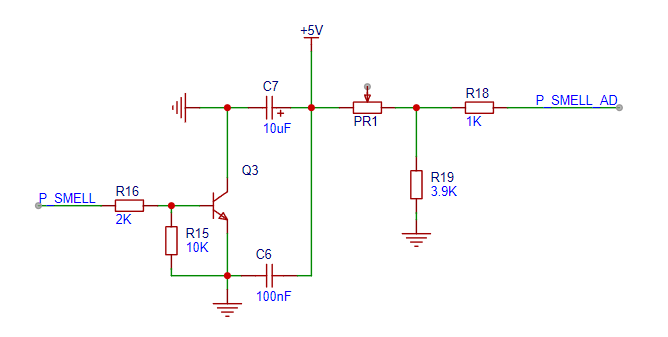 +5V
C7
10uF
PR1
R18
1K
P_SMELL_AD
Q3
R19
3.9K
P_SMELL
R16
2K
R15
10K
C6
100nF